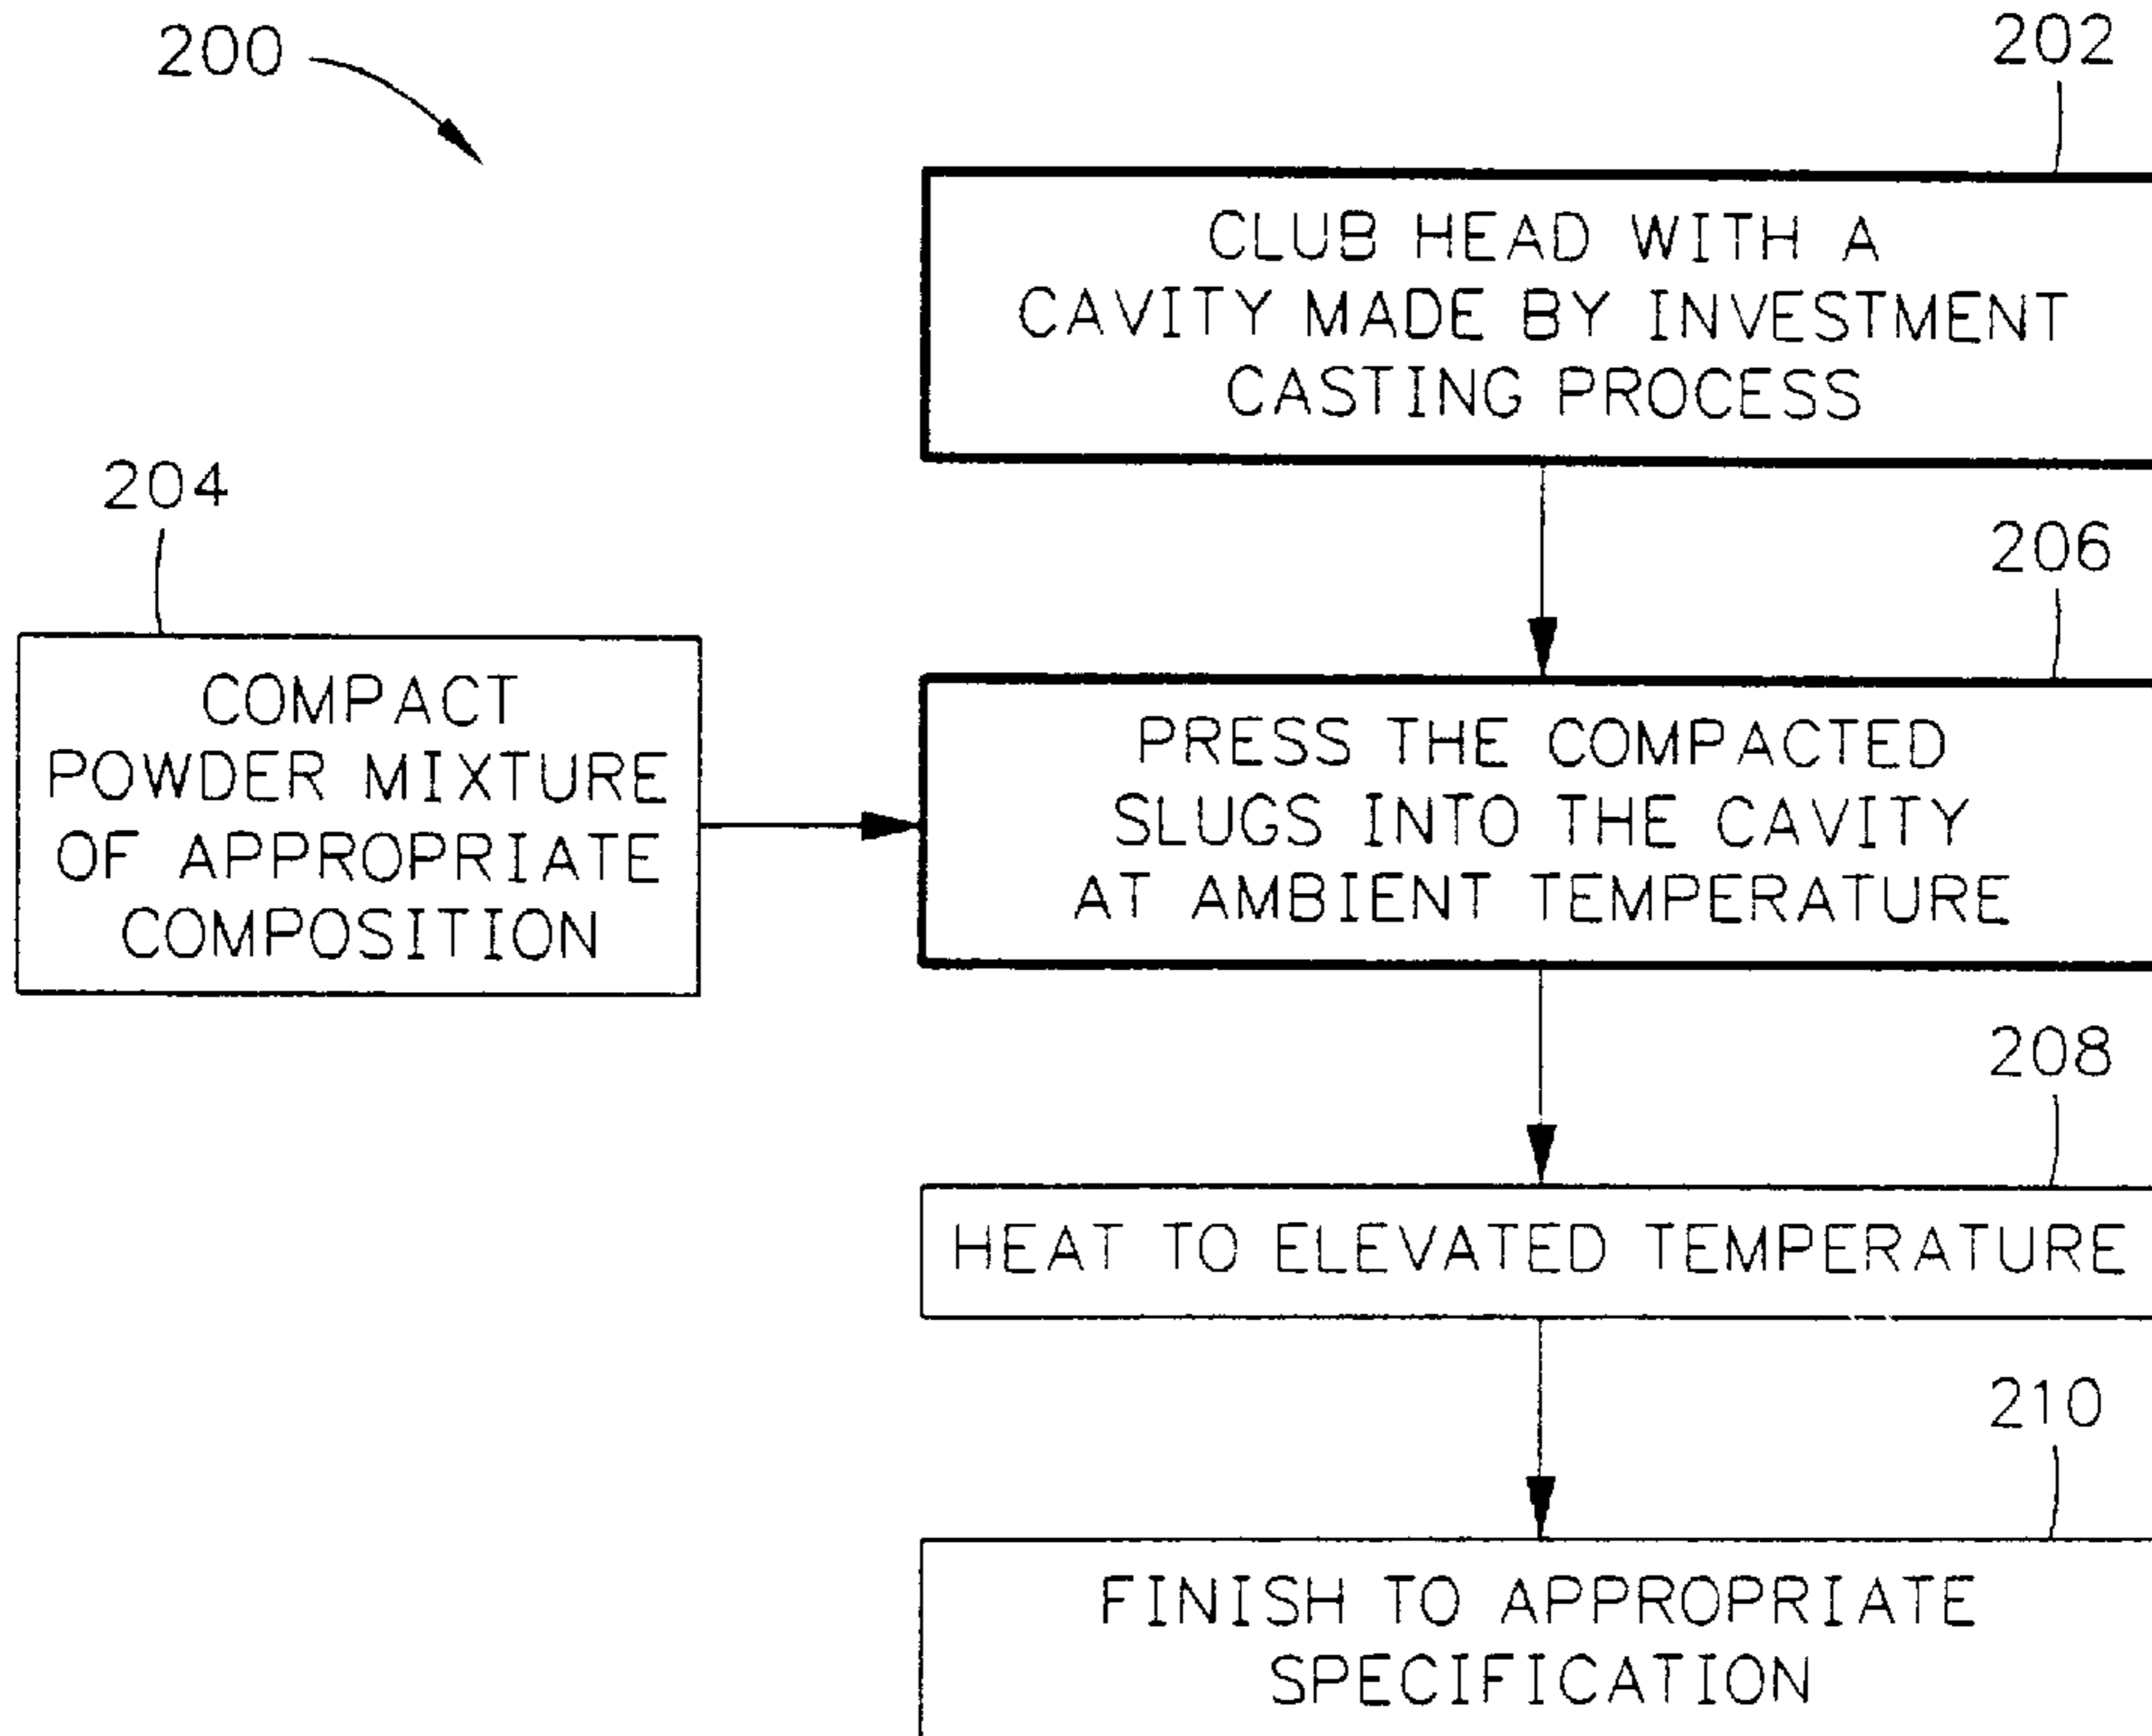 200
202
CLUB HEAD WITH A
CAVITY MADE BY INVESTMENT
CASTING PROCESS
204
COMPACT
POWDER MIXTURE
OF APPROPRIATE
COMPOSITION
206
PRESS THE COMPACTED
SLUGS INTO THE CAVITY
AT AMBIENT TEMPERATURE
208
HEAT TO ELEVATED TEMPERATURE
210
FINISH TO APPROPRIATE
SPECIFICATION